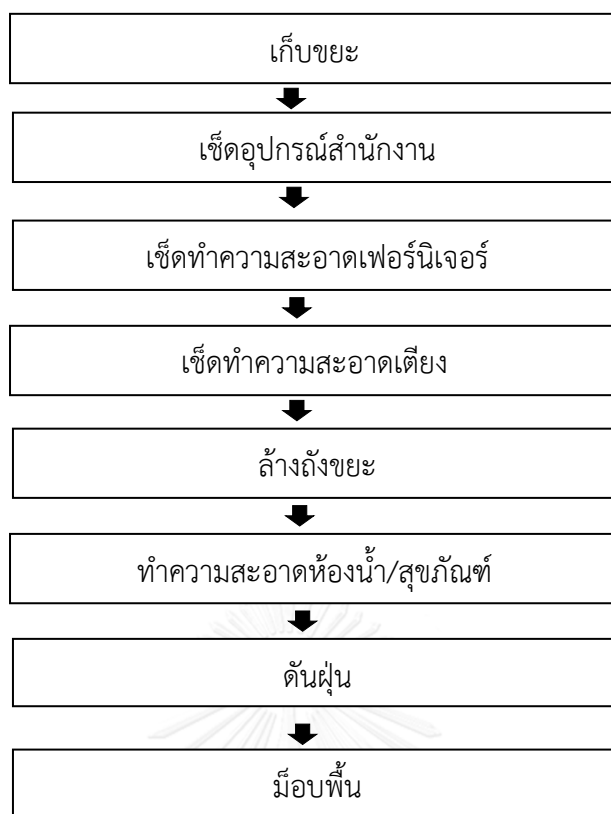 เก็บขยะ
เช็ดอุปกรณ์สำนักงาน
เช็ดทำความสะอาดเฟอร์นิเจอร์
เช็ดทำความสะอาดเตียง
ล้างถังขยะ
ทำความสะอาดห้องน้ำ/สุขภัณฑ์
ดันฝุ่น
ม็อบพื้น